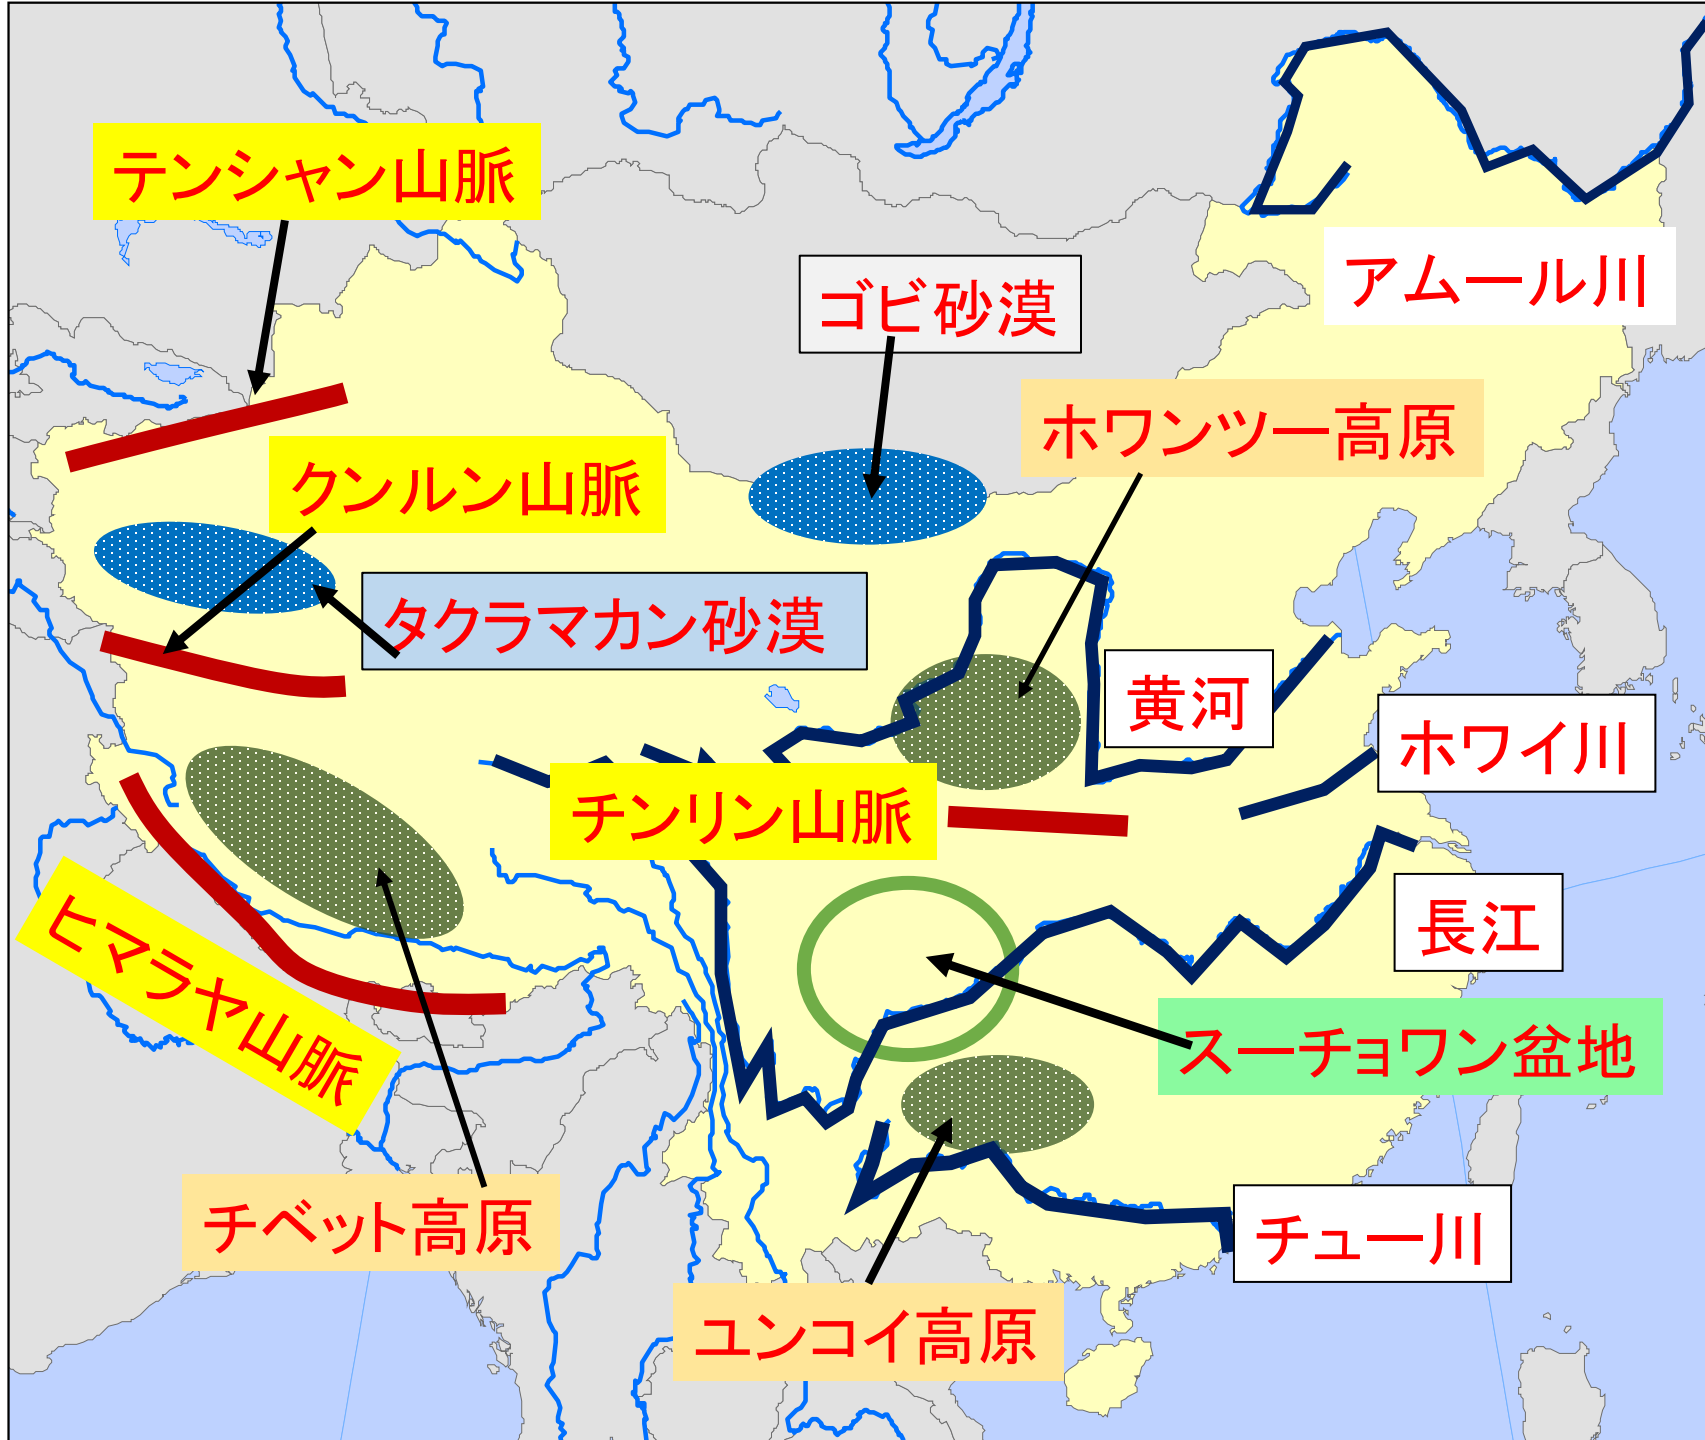 テンシャン山脈
アムール川
ゴビ砂漠
ホワンツー高原
クンルン山脈
タクラマカン砂漠
黄河
ホワイ川
チンリン山脈
長江
ヒマラヤ山脈
スーチョワン盆地
チベット高原
チュー川
ユンコイ高原